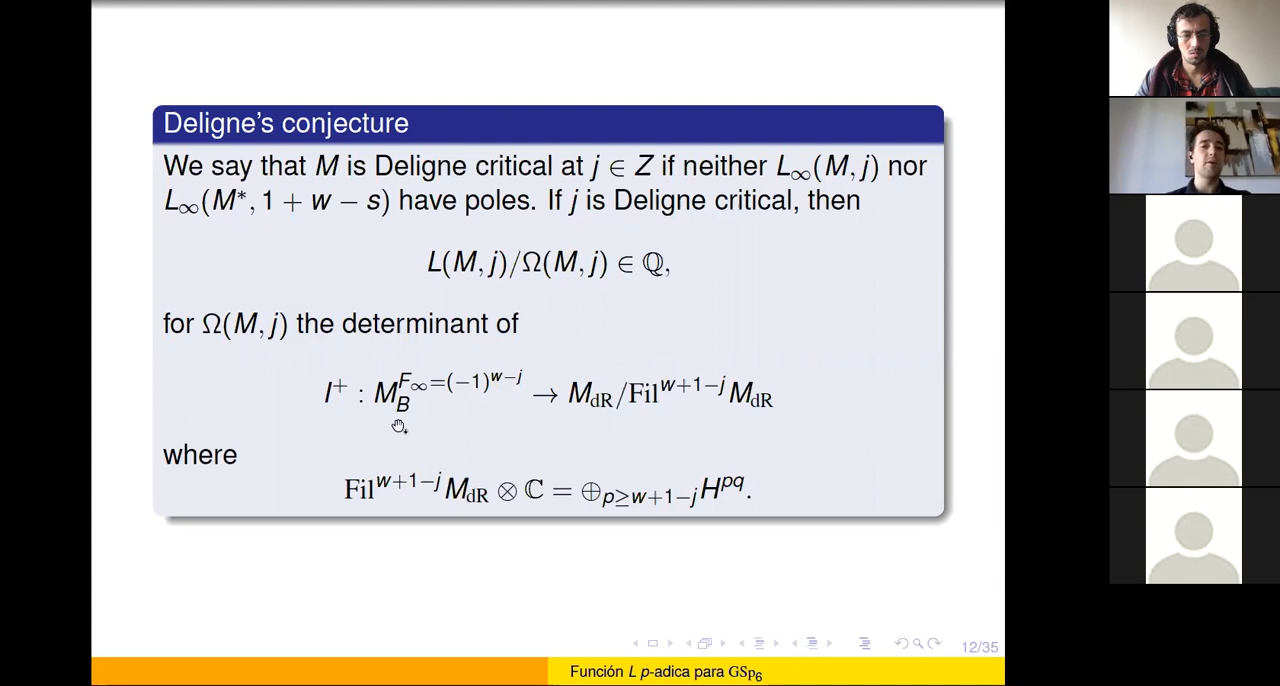 Deligne's conjecture
We say that M is Deligne critical at j ∈ Z if neither L∞(M, j) nor
L∞(M*, 1 + w − s) have poles. If j is Deligne critical, then
L(M, j)/Ω(M, j) ∈ ℚ,
for Ω(M, j) the determinant of
I⁺ : M_B^{F∞=(−1)^{w−j}} → M_dR/Fil^{w+1−j} M_dR
where
Fil^{w+1−j} M_dR ⊗ ℂ = ⊕_{p≥w+1−j} H^{pq}.
12/35
Función L p-adica para GSp₆